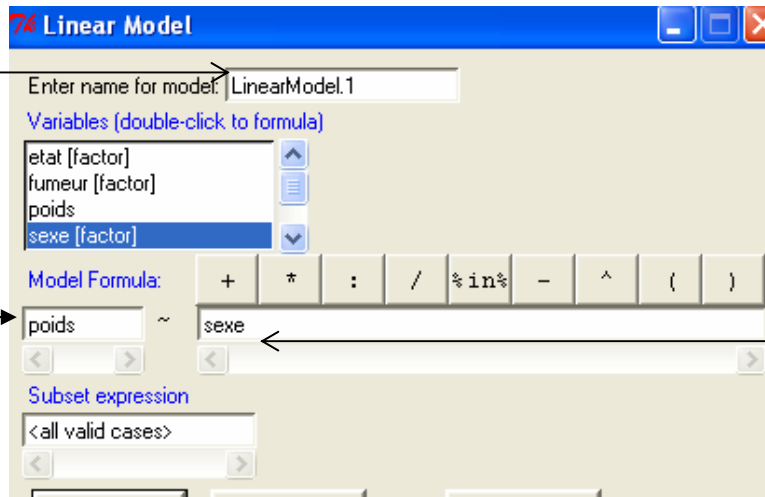 Linear Model
Enter name for model: LinearModel.1
Variables (double-click to formula)
etat [factor]
fumeur [factor]
poids
sexe [factor]
Model Formula: + * : / %in% - ^ ( )
poids ~ sexe
Subset expression
<all valid cases>